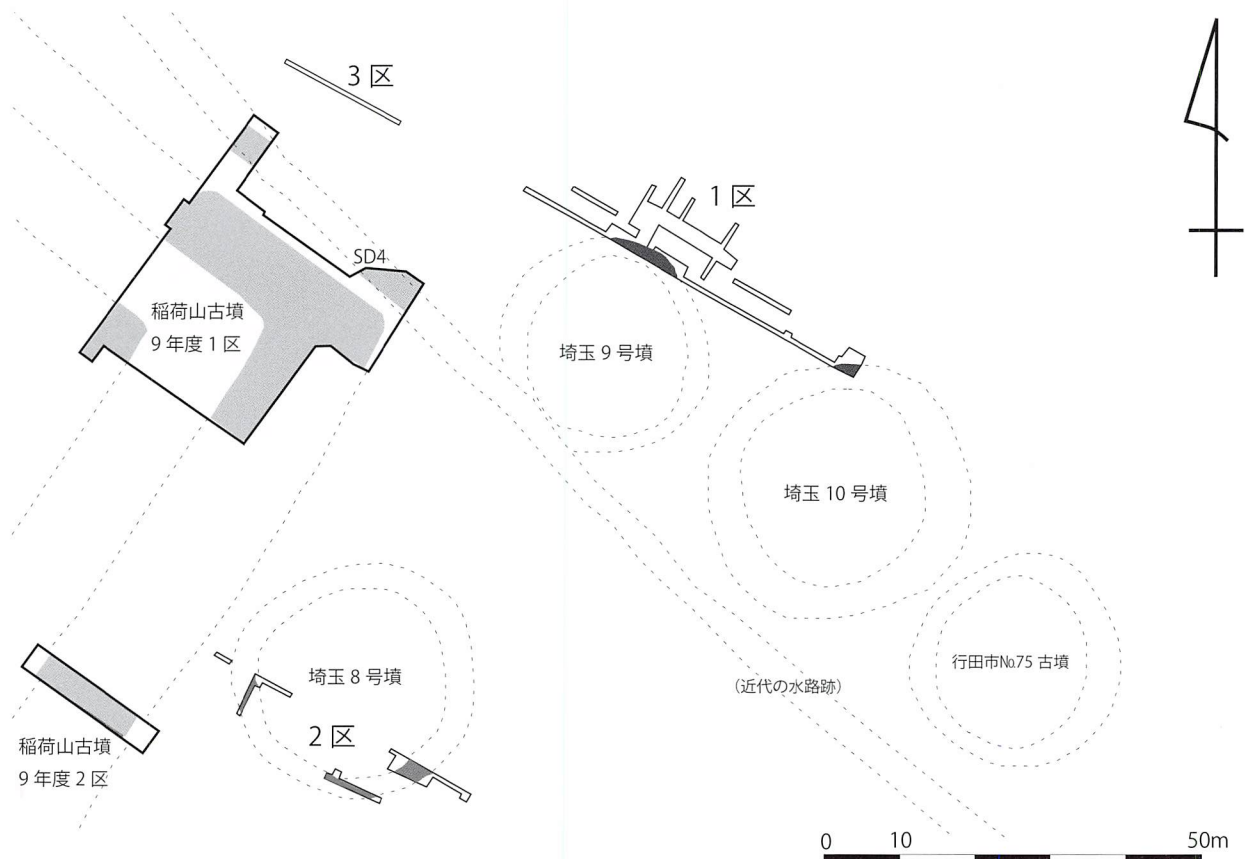 3 区
1 区
SD4
稲荷山古墳
9 年度 1 区
埼玉 9 号墳
埼玉 10 号墳
行田市№75 古墳
埼玉 8 号墳
（近代の水路跡）
2 区
稲荷山古墳
9 年度 2 区
0 10 50m